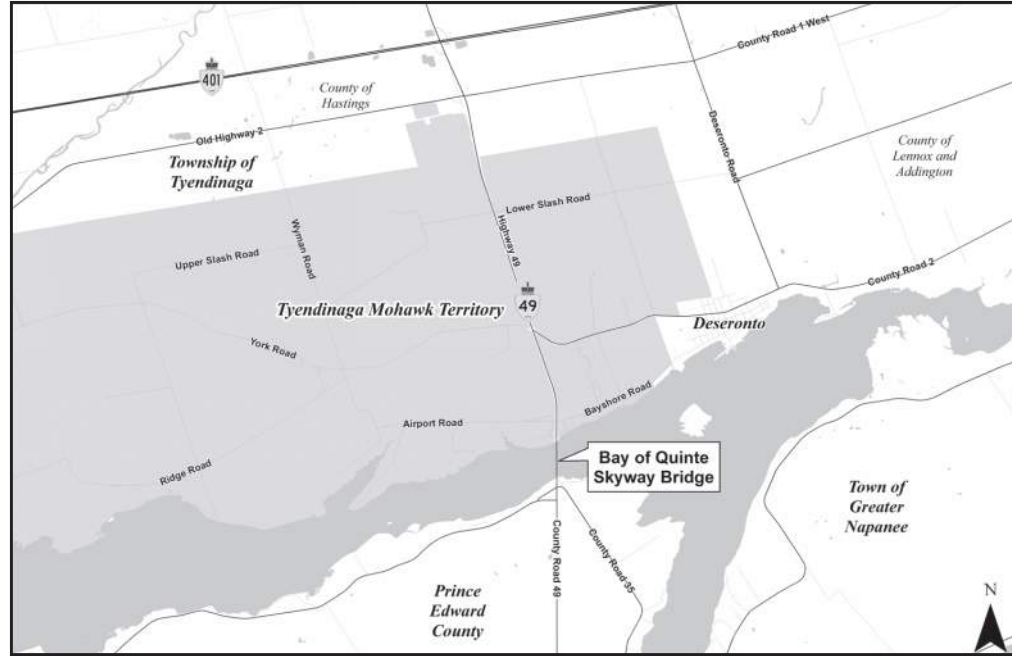 County Road 1 West
401
County of
Hastings
Old Highway 2
Township of
Tyendinaga
Deseronto Road
County of
Lennox and
Addington
Wyman Road
Highway 49
Lower Slash Road
Upper Slash Road
County Road 2
49
Tyendinaga Mohawk Territory
Deseronto
York Road
Bayshore Road
Airport Road
Ridge Road
Bay of Quinte
Skyway Bridge
Town of
Greater
Napanee
County Road 49
County Road 35
Prince
Edward
County
N